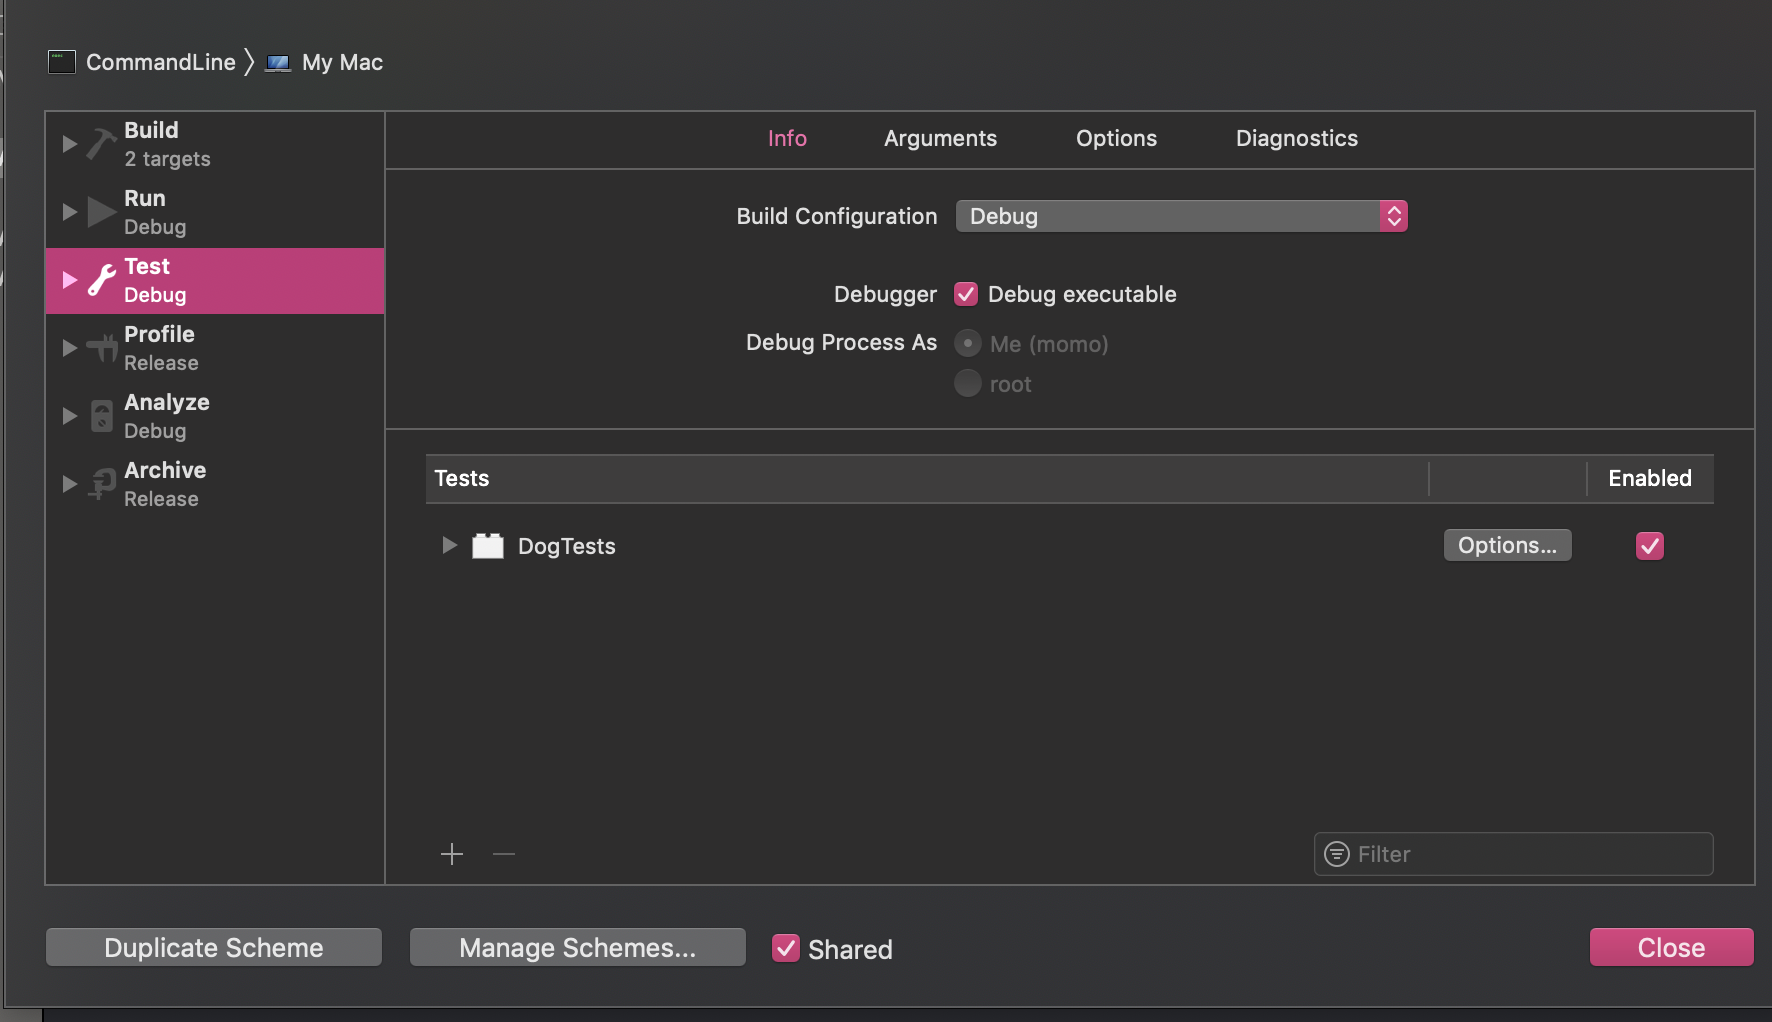 CommandLine 〉 My Mac
Build
2 targets
Run
Debug
Test
Debug
Profile
Release
Analyze
Debug
Archive
Release
Info Arguments Options Diagnostics
Build Configuration Debug
Debugger Debug executable
Debug Process As Me (momo)
root
Tests Enabled
DogTests Options...
Filter
Duplicate Scheme Manage Schemes... Shared Close